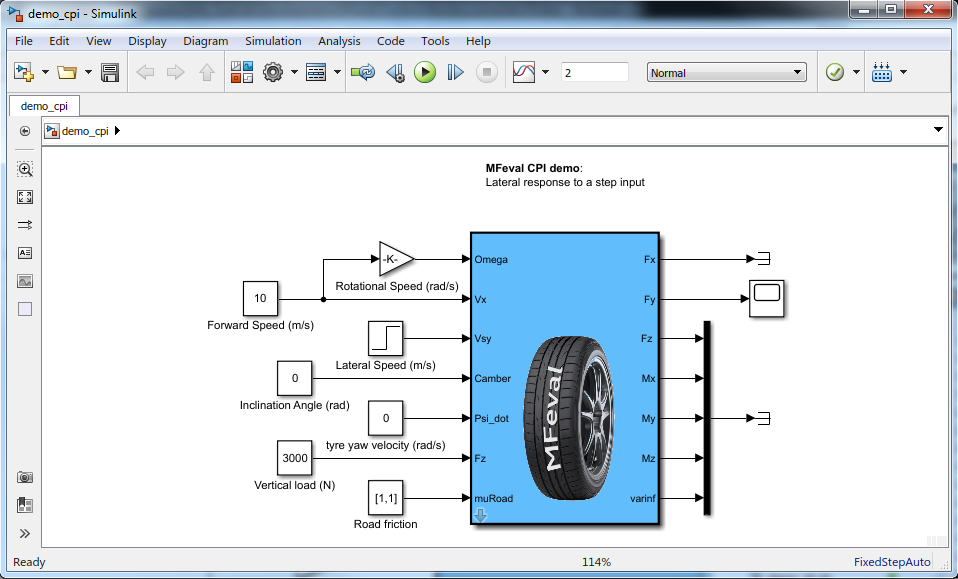 demo_cpi - Simulink
File Edit View Display Diagram Simulation Analysis Code Tools Help
2 Normal
demo_cpi
demo_cpi
MFeval CPI demo:
Lateral response to a step input
-K-
Omega
Fx
Rotational Speed (rad/s)
10
Vx
Fy
Forward Speed (m/s)
Vsy
Fz
Lateral Speed (m/s)
0
Camber
Mx
Inclination Angle (rad)
0
Psi_dot
My
tyre yaw velocity (rad/s)
3000
Fz
Mz
Vertical load (N)
[1,1]
muRoad
varinf
Road friction
MFeval
Ready 114% FixedStepAuto